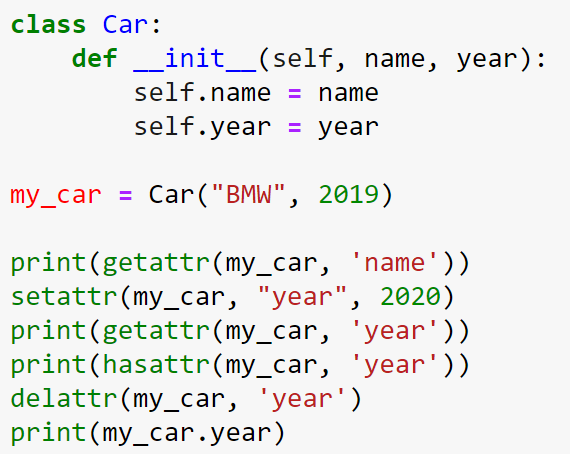 class Car:
    def __init__(self, name, year):
        self.name = name
        self.year = year

my_car = Car("BMW", 2019)

print(getattr(my_car, 'name'))
setattr(my_car, "year", 2020)
print(getattr(my_car, 'year'))
print(hasattr(my_car, 'year'))
delattr(my_car, 'year')
print(my_car.year)